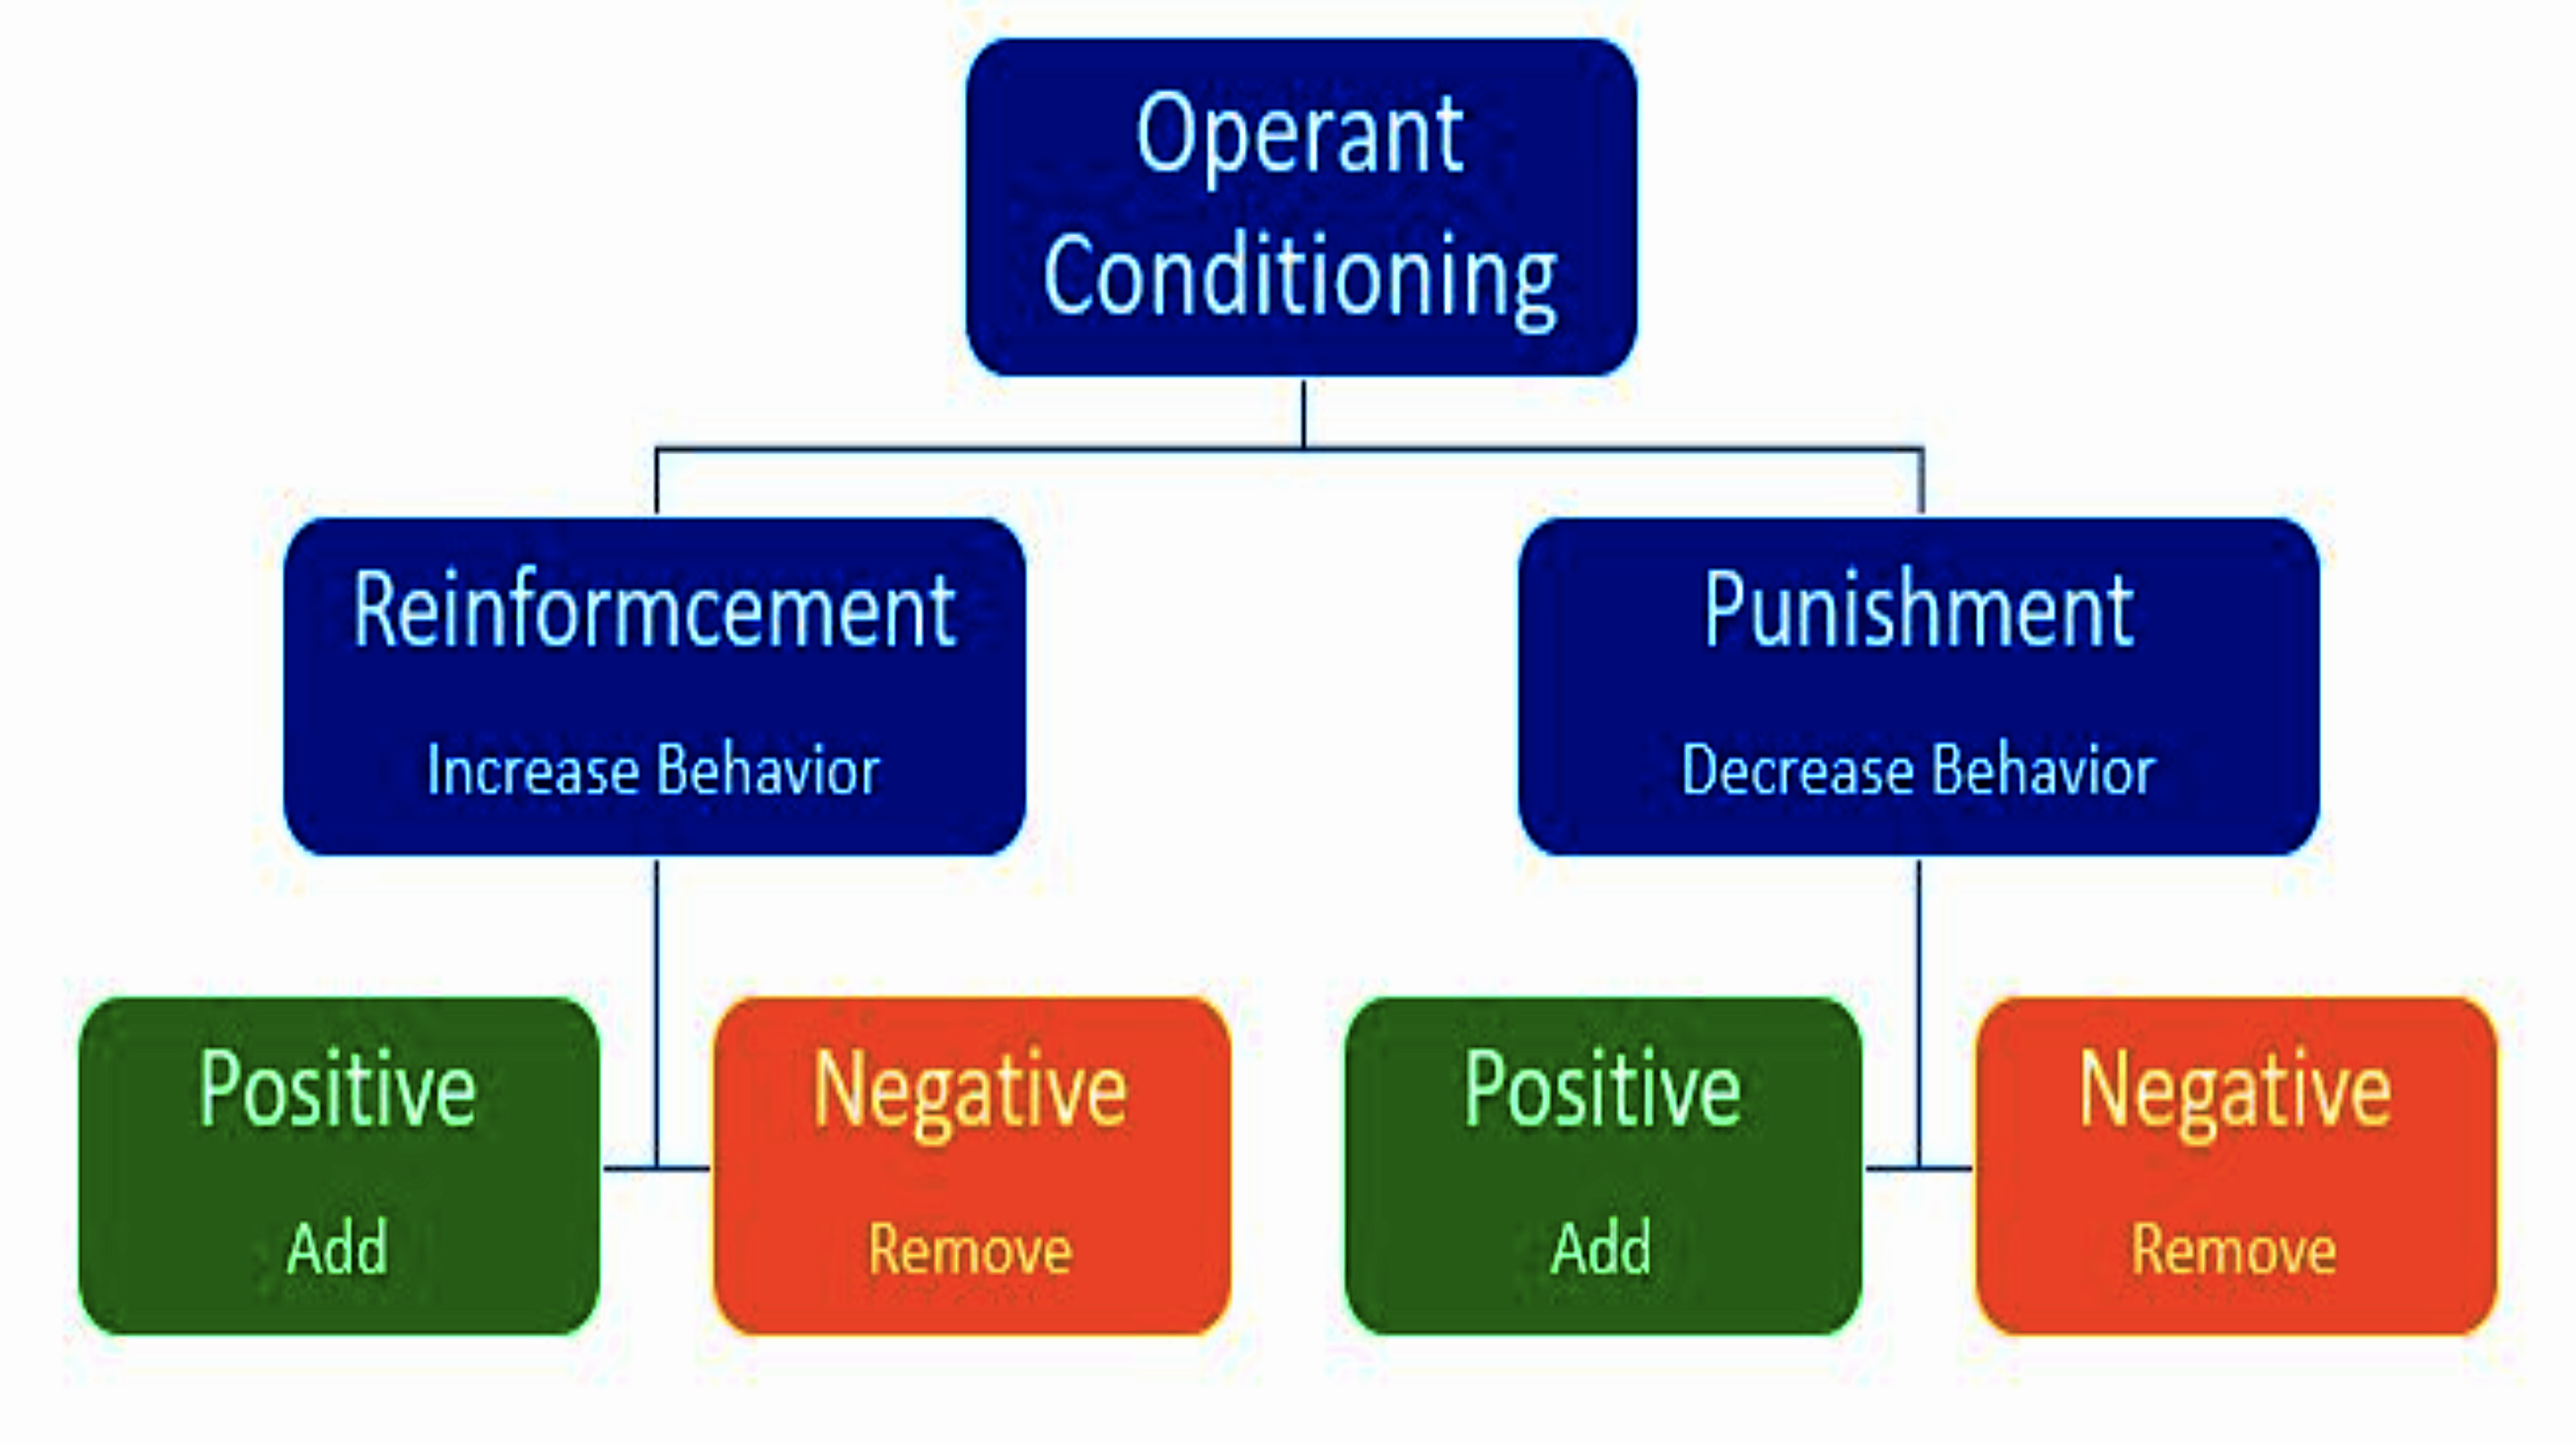 Operant
Conditioning
Reinformcement
Increase Behavior
Punishment
Decrease Behavior
Positive
Add
Negative
Remove
Positive
Add
Negative
Remove